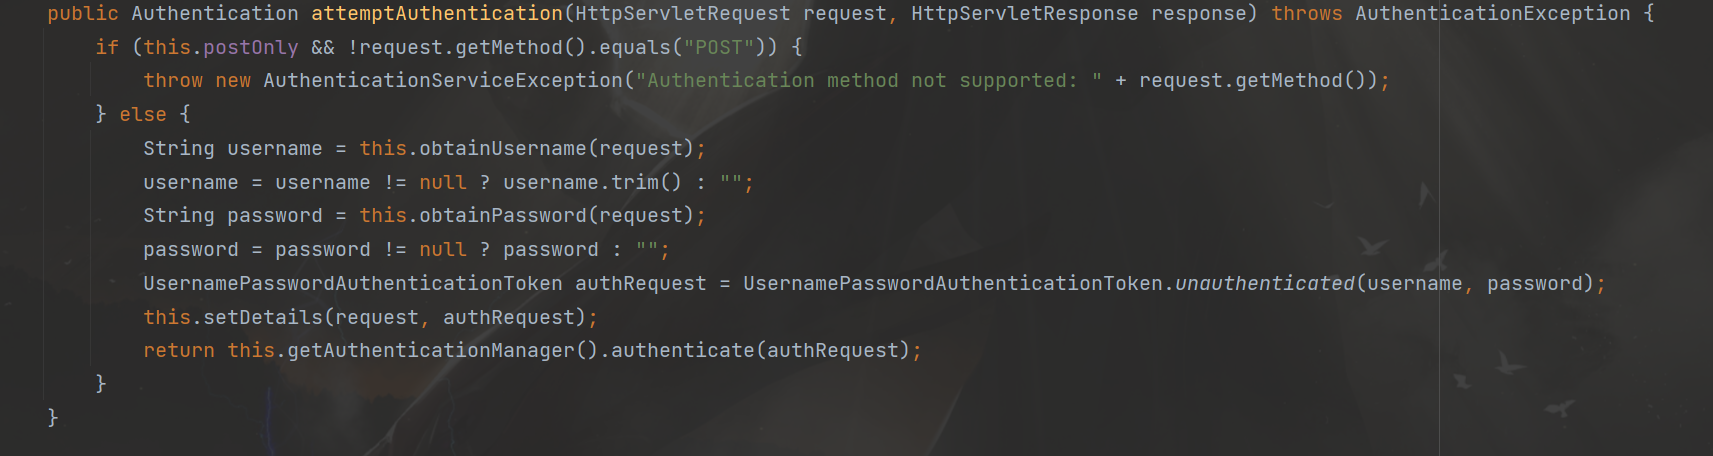 public Authentication attemptAuthentication(HttpServletRequest request, HttpServletResponse response) throws AuthenticationException {
    if (this.postOnly && !request.getMethod().equals("POST")) {
        throw new AuthenticationServiceException("Authentication method not supported: " + request.getMethod());
    } else {
        String username = this.obtainUsername(request);
        username = username != null ? username.trim() : "";
        String password = this.obtainPassword(request);
        password = password != null ? password : "";
        UsernamePasswordAuthenticationToken authRequest = UsernamePasswordAuthenticationToken.unauthenticated(username, password);
        this.setDetails(request, authRequest);
        return this.getAuthenticationManager().authenticate(authRequest);
    }
}